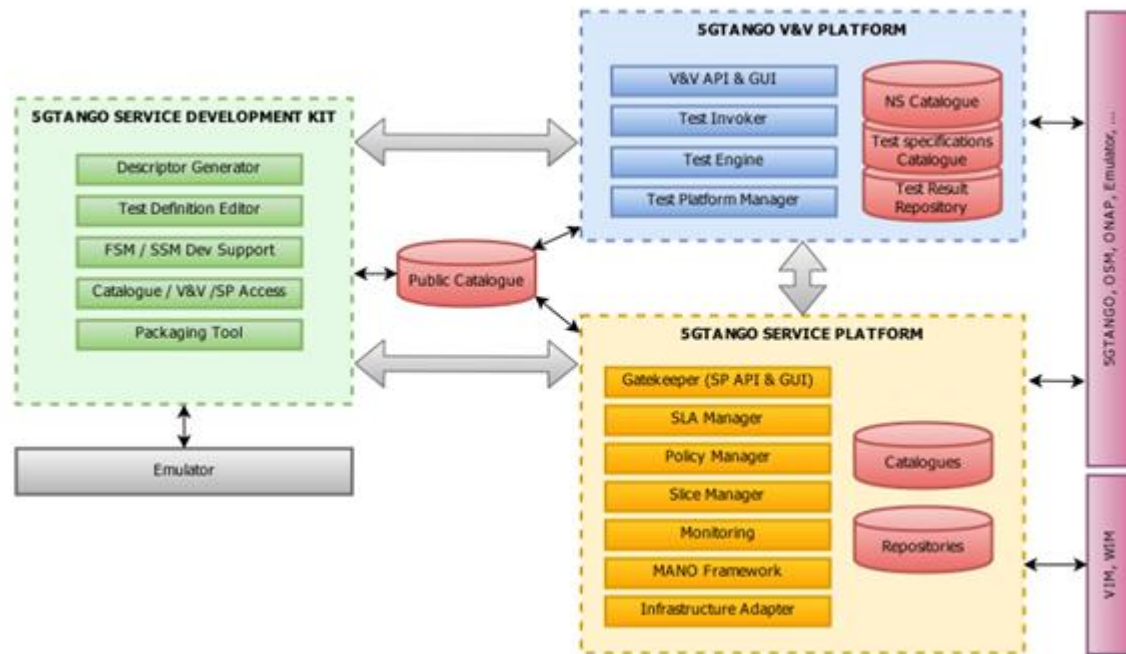 5GTANGO SERVICE DEVELOPMENT KIT
Descriptor Generator
Test Definition Editor
FSM / SSM Dev Support
Catalogue / V&V /SP Access
Packaging Tool
Emulator
Public Catalogue
5GTANGO V&V PLATFORM
V&V API & GUI
Test Invoker
Test Engine
Test Platform Manager
NS Catalogue
Test specifications
Catalogue
Test Result
Repository
5GTANGO SERVICE PLATFORM
Gatekeeper (SP API & GUI)
SLA Manager
Policy Manager
Slice Manager
Monitoring
MANO Framework
Infrastructure Adapter
Catalogues
Repositories
5GTANGO, OSM, ONAP, Emulator, ...
VIM, WIM